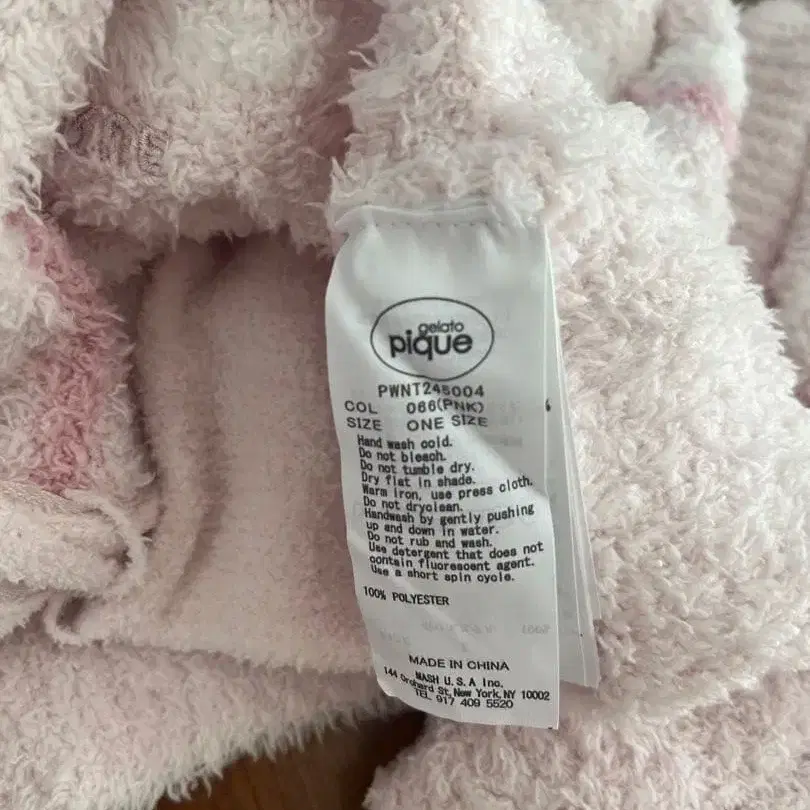 gelato
pique
PWNT245004
COL 066(PNK)
SIZE ONE SIZE
Hand wash cold.
Do not bleach.
Do not tumble dry.
Dry flat in shade.
Warm iron, use press cloth.
Do not dryclean.
Handwash by gently pushing
up and down in water.
Do not rub and wash.
Use detergent that does not
contain fluorescent agent.
Use a short spin cycle.
100% POLYESTER
MADE IN CHINA
MASH U.S.A Inc.
144 Orchard St, New York, NY 10002
TEL 917 409 5520